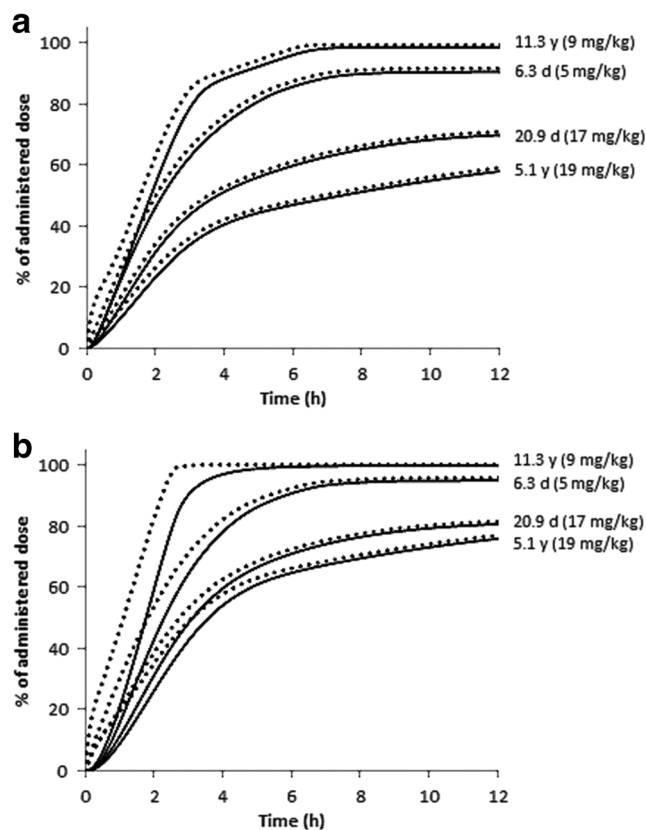 a
100
80
60
40
20
0
% of administered dose
0 2 4 6 8 10 12
Time (h)
11.3 y (9 mg/kg)
6.3 d (5 mg/kg)
20.9 d (17 mg/kg)
5.1 y (19 mg/kg)
b
100
80
60
40
20
0
% of administered dose
0 2 4 6 8 10 12
Time (h)
11.3 y (9 mg/kg)
6.3 d (5 mg/kg)
20.9 d (17 mg/kg)
5.1 y (19 mg/kg)